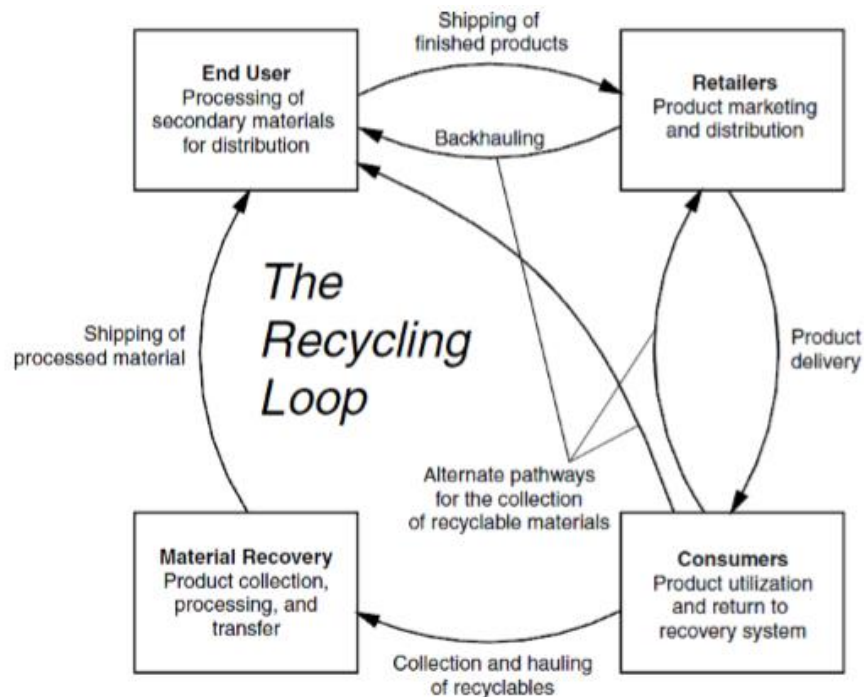 Shipping of
finished products
End User
Processing of
secondary materials
for distribution
Retailers
Product marketing
and distribution
Backhauling
The
Recycling
Loop
Shipping of
processed material
Product
delivery
Alternate pathways
for the collection
of recyclable materials
Material Recovery
Product collection,
processing, and
transfer
Consumers
Product utilization
and return to
recovery system
Collection and hauling
of recyclables